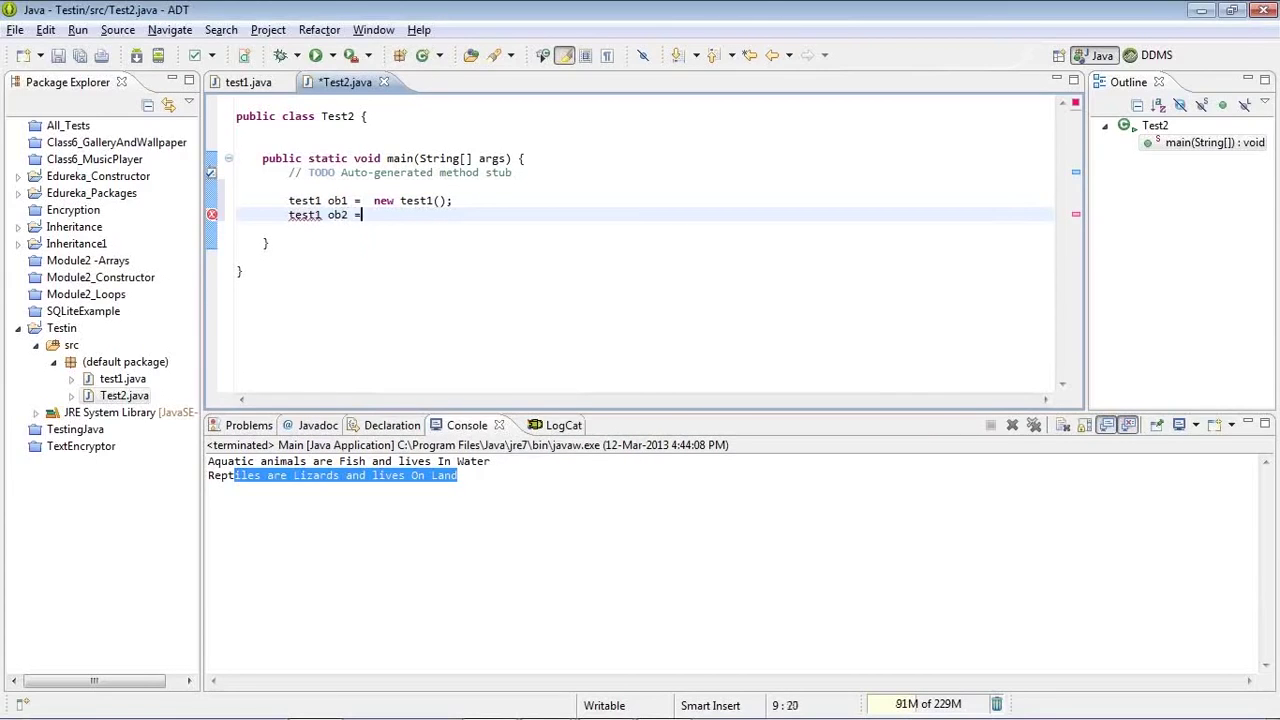 Java - Testin/src/Test2.java - ADT
File Edit Run Source Navigate Search Project Refactor Window Help
Java DDMS
Package Explorer
All_Tests
Class6_GalleryAndWallpaper
Class6_MusicPlayer
Edureka_Constructor
Edureka_Packages
Encryption
Inheritance
Inheritance1
Module2 -Arrays
Module2_Constructor
Module2_Loops
SQLiteExample
Testin
src
(default package)
test1.java
Test2.java
JRE System Library [JavaSE-
TestingJava
TextEncryptor
test1.java *Test2.java
public class Test2 {
public static void main(String[] args) {
// TODO Auto-generated method stub
test1 ob1 =  new test1();
test1 ob2 =
}
}
Outline
Test2
main(String[]) : void
Problems Javadoc Declaration Console LogCat
<terminated> Main [Java Application] C:\Program Files\Java\jre7\bin\javaw.exe (12-Mar-2013 4:44:08 PM)
Aquatic animals are Fish and lives In Water
Reptiles are Lizards and lives On Land
Writable Smart Insert 9 : 20 91M of 229M